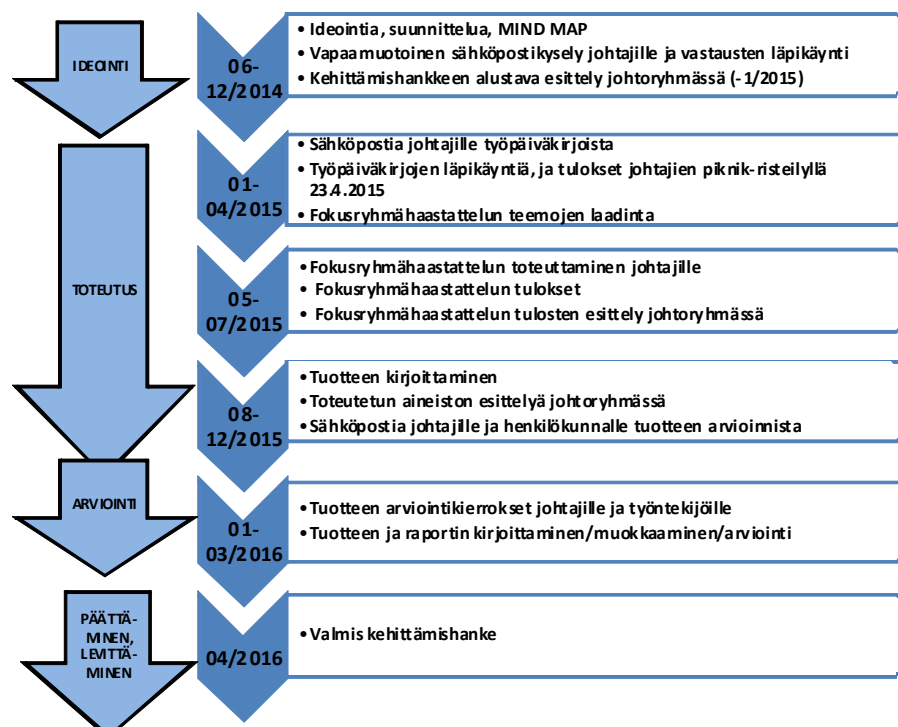 IDEOINTI
06-
12/2014
• Ideointia, suunnittelua, MIND MAP
• Vapaamuotoinen sähköpostikysely johtajille ja vastausten läpikäynti
• Kehittämishankkeen alustava esittely johtoryhmässä (-1/2015)
TOTEUTUS
01-
04/2015
• Sähköpostia johtajille työpäiväkirjoista
• Työpäiväkirjojen läpikäyntiä, ja tulokset johtajien piknik-risteilyllä
23.4.2015
• Fokusryhmähaastattelun teemojen laadinta
05-
07/2015
• Fokusryhmähaastattelun toteuttaminen johtajille
• Fokusryhmähaastattelun tulokset
• Fokusryhmähaastattelun tulosten esittely johtoryhmässä
08-
12/2015
• Tuotteen kirjoittaminen
• Toteutetun aineiston esittelyä johtoryhmässä
• Sähköpostia johtajille ja henkilökunnalle tuotteen arvioinnista
ARVIOINTI
01-
03/2016
• Tuotteen arviointikierrokset johtajille ja työntekijöille
• Tuotteen ja raportin kirjoittaminen/muokkaaminen/arviointi
PÄÄTTÄ-
MINEN,
LEVITTÄ-
MINEN
04/2016
• Valmis kehittämishanke